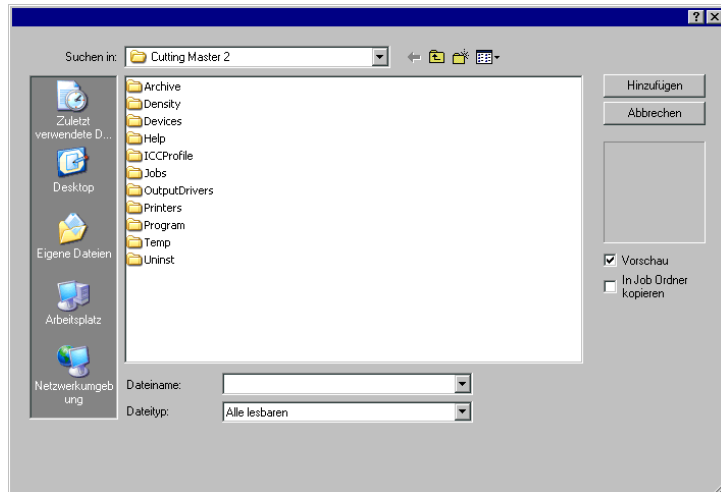 Suchen in:
Cutting Master 2
Zuletzt
verwendete D...
Desktop
Eigene Dateien
Arbeitsplatz
Netzwerkumgeb
ung
Archive
Density
Devices
Help
ICCProfile
Jobs
OutputDrivers
Printers
Program
Temp
Uninst
Hinzufügen
Abbrechen
Vorschau
In Job Ordner
kopieren
Dateiname:
Dateityp:
Alle lesbaren